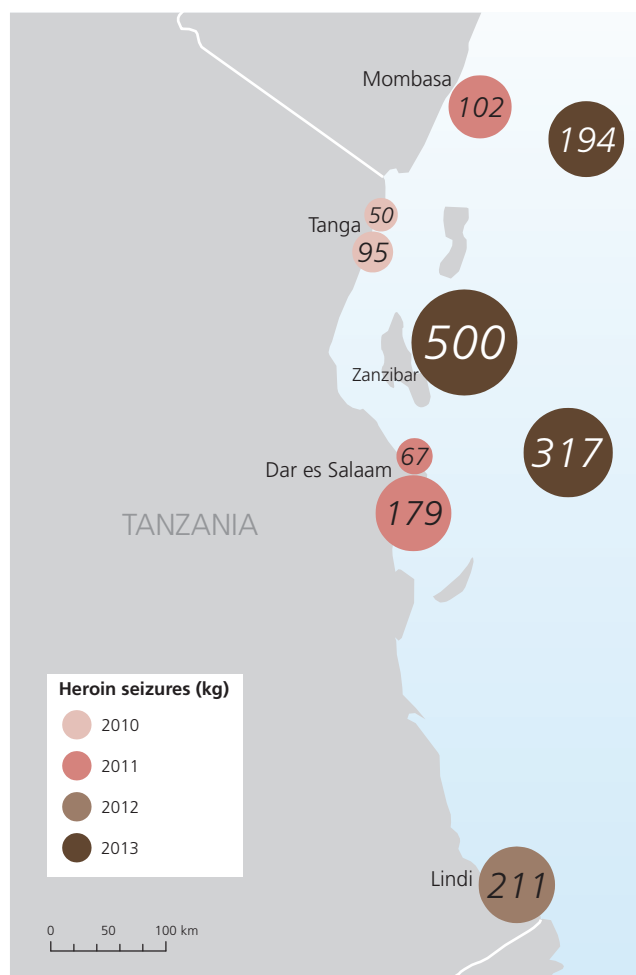 Mombasa
102
194
50
Tanga
95
500
Zanzibar
67
317
Dar es Salaam
179
TANZANIA
Heroin seizures (kg)
2010
2011
2012
2013
Lindi
211
0 50 100 km